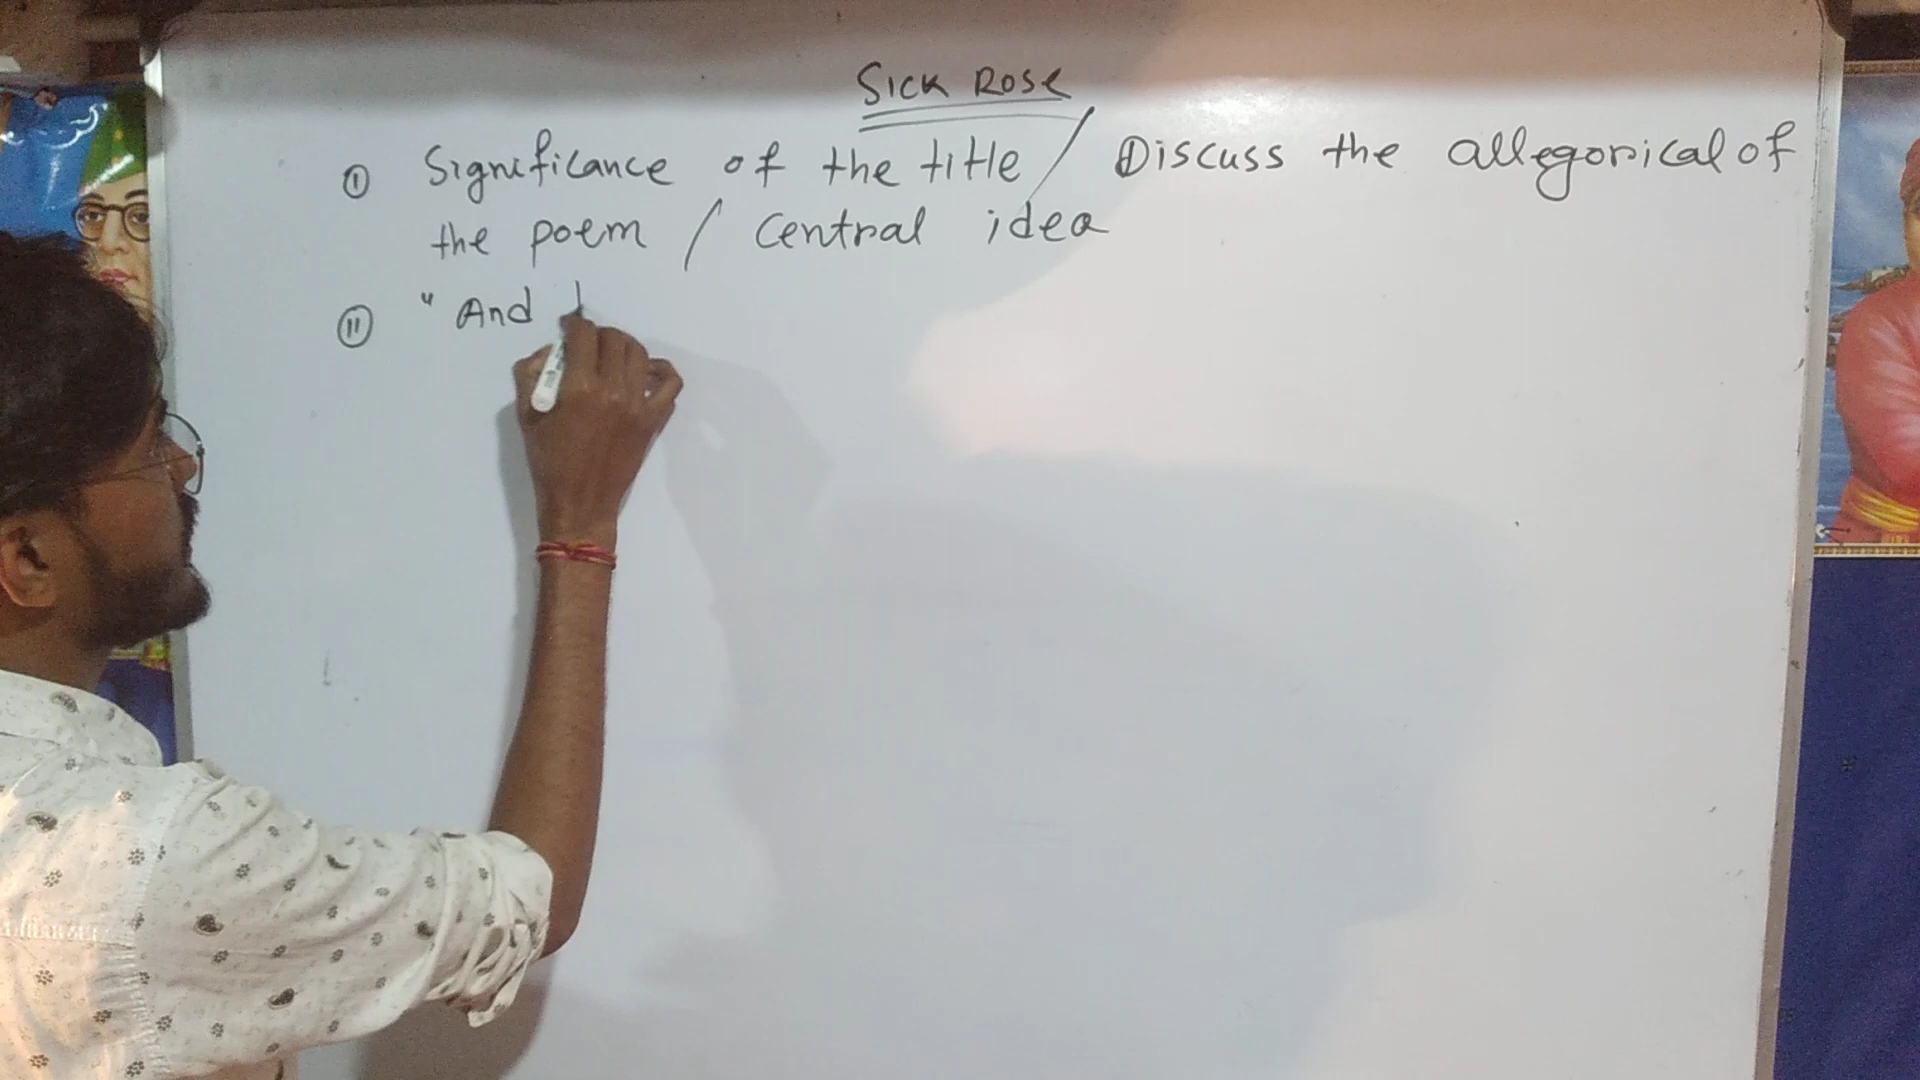 Sick Rose
① Significance of the title / Discuss the allegorical of
the poem / Central idea
⑪ " And